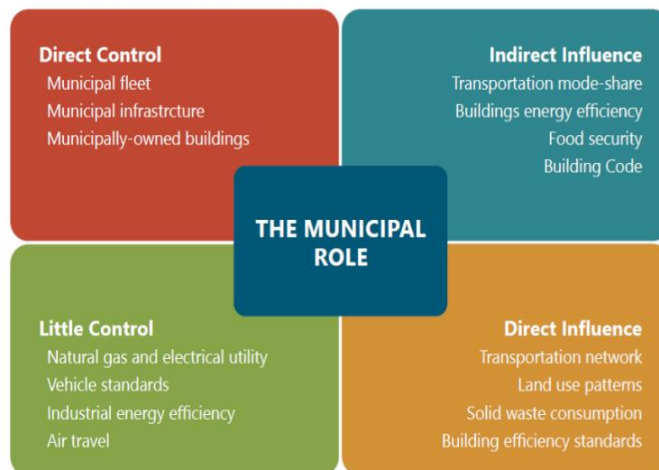 Direct Control
Municipal fleet
Municipal infrastrcture
Municipally-owned buildings
Indirect Influence
Transportation mode-share
Buildings energy efficiency
Food security
Building Code
THE MUNICIPAL
ROLE
Little Control
Natural gas and electrical utility
Vehicle standards
Industrial energy efficiency
Air travel
Direct Influence
Transportation network
Land use patterns
Solid waste consumption
Building efficiency standards